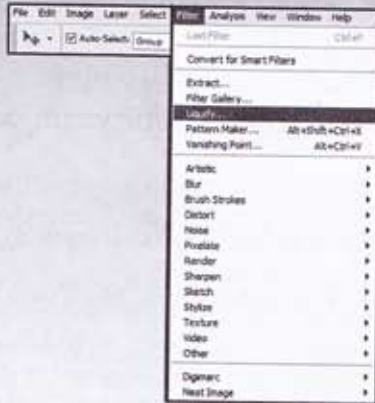 File Edit Image Layer Select Filter Analysis View Window Help
Auto-Select: Group
Last Filter Ctrl+F
Convert for Smart Filters
Extract...
Filter Gallery...
Liquify...
Pattern Maker... Alt+Shift+Ctrl+X
Vanishing Point... Alt+Ctrl+V
Artistic
Blur
Brush Strokes
Distort
Noise
Pixelate
Render
Sharpen
Sketch
Stylize
Texture
Video
Other
Digimarc
Neat Image